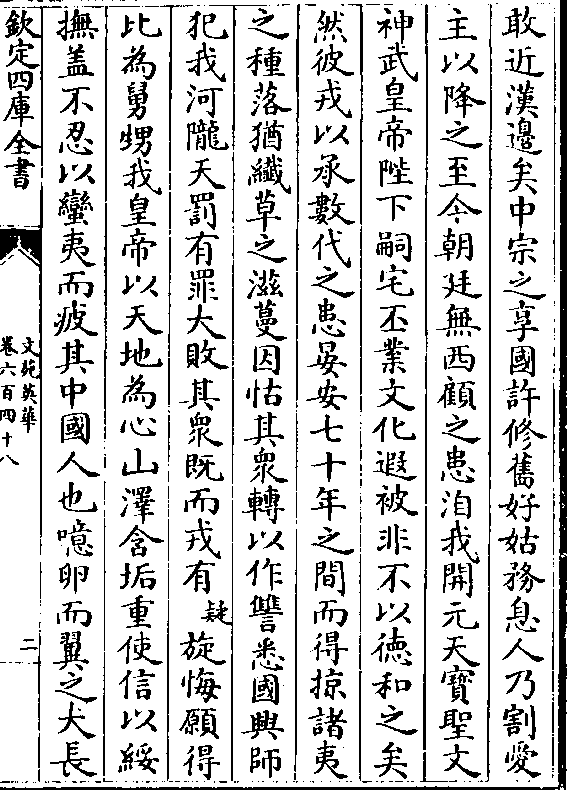 敢近漢邊矣中宗之享國許修舊好姑務息人乃割愛
主以降之至今朝廷無西顧之患洎我開元天寶聖文
神武皇帝陛下嗣宅丕業文化遐被非不以德和之矣
然彼戎以承數代之患晏安七十年之間而得掠諸夷
之種落猶纎草之滋蔓因怙其衆轉以作讐悉國興師
犯我河隴天罰有罪大敗其衆既而戎有疑旋悔願得
比為舅甥我皇帝以天地為心山澤含垢重使信以綏
撫盖不忍以蠻夷而疲其中國人也噫卵而翼之犬長
欽定四庫全書
文苑英華
卷六百四十八
二